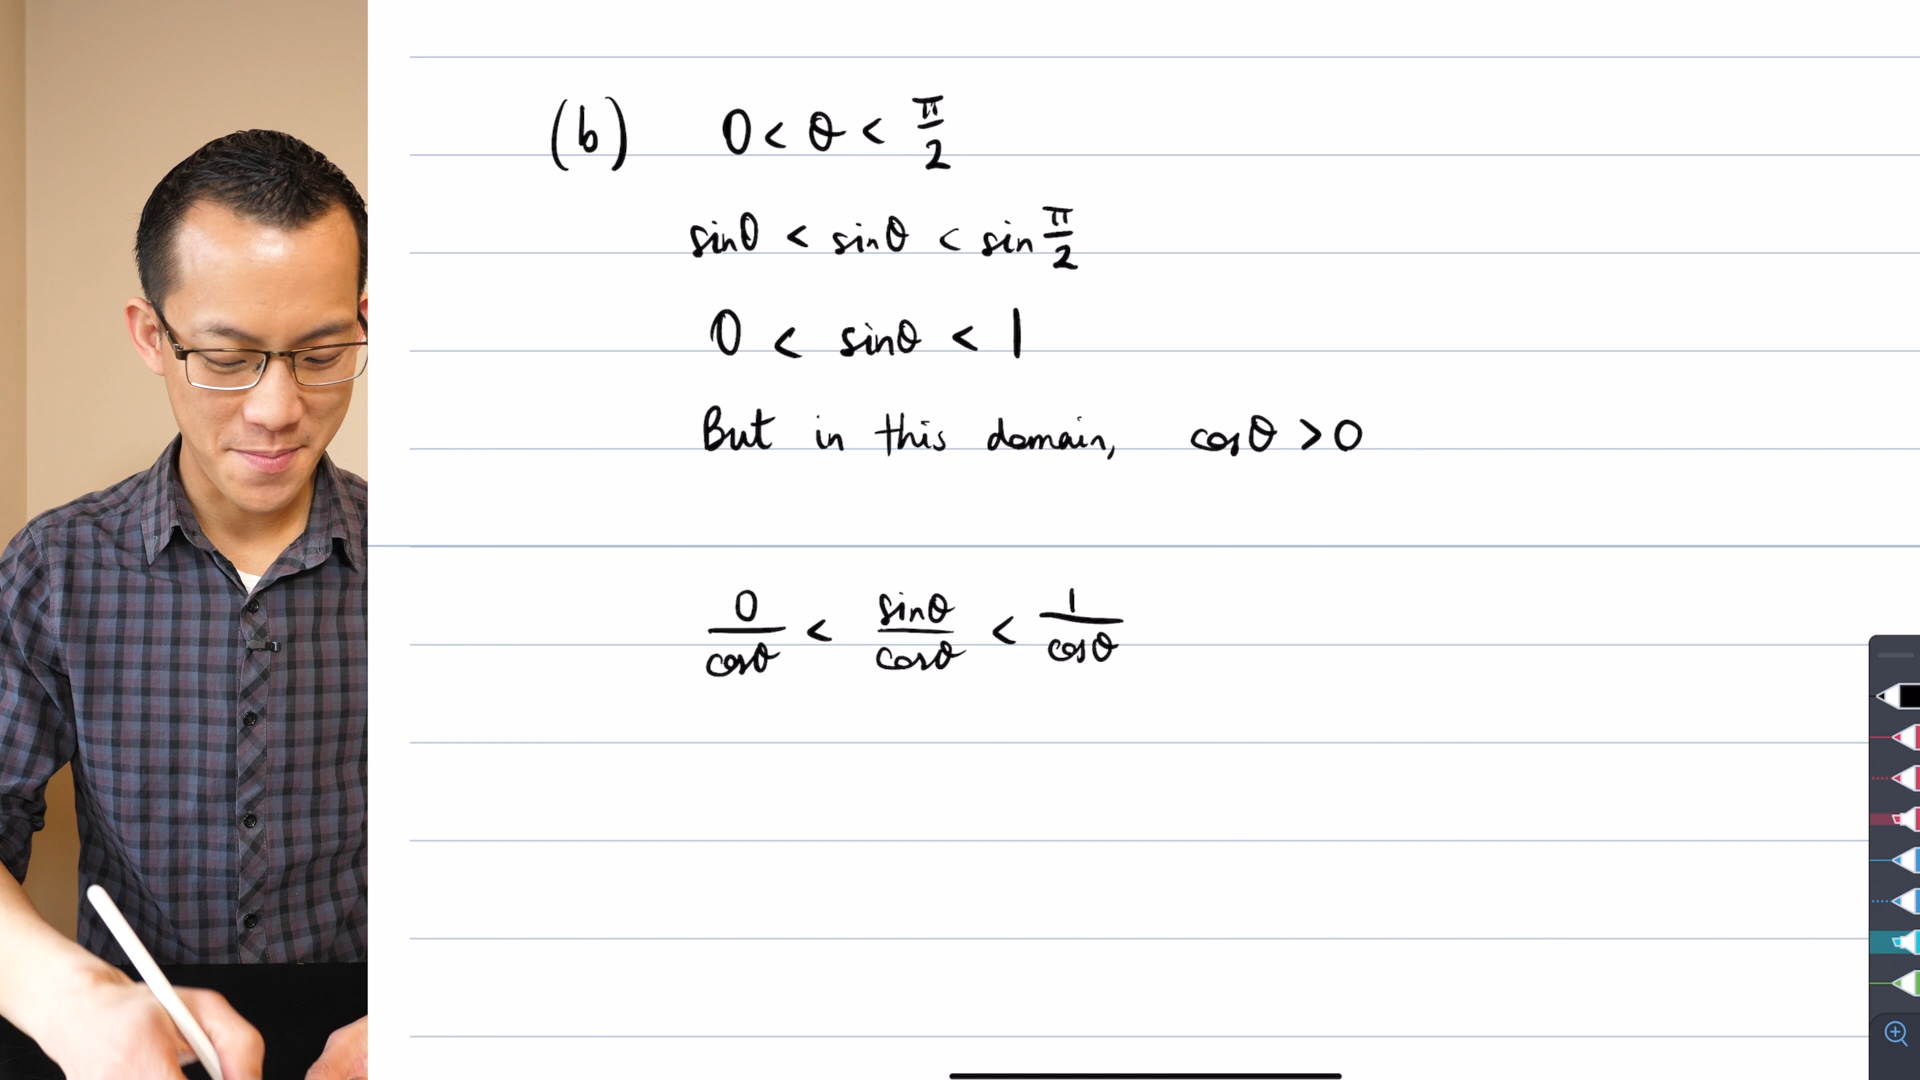 (b) 0 < θ < π/2
sin0 < sinθ < sin π/2
0 < sinθ < 1
But in this domain, cosθ > 0
0/cosθ < sinθ/cosθ < 1/cosθ